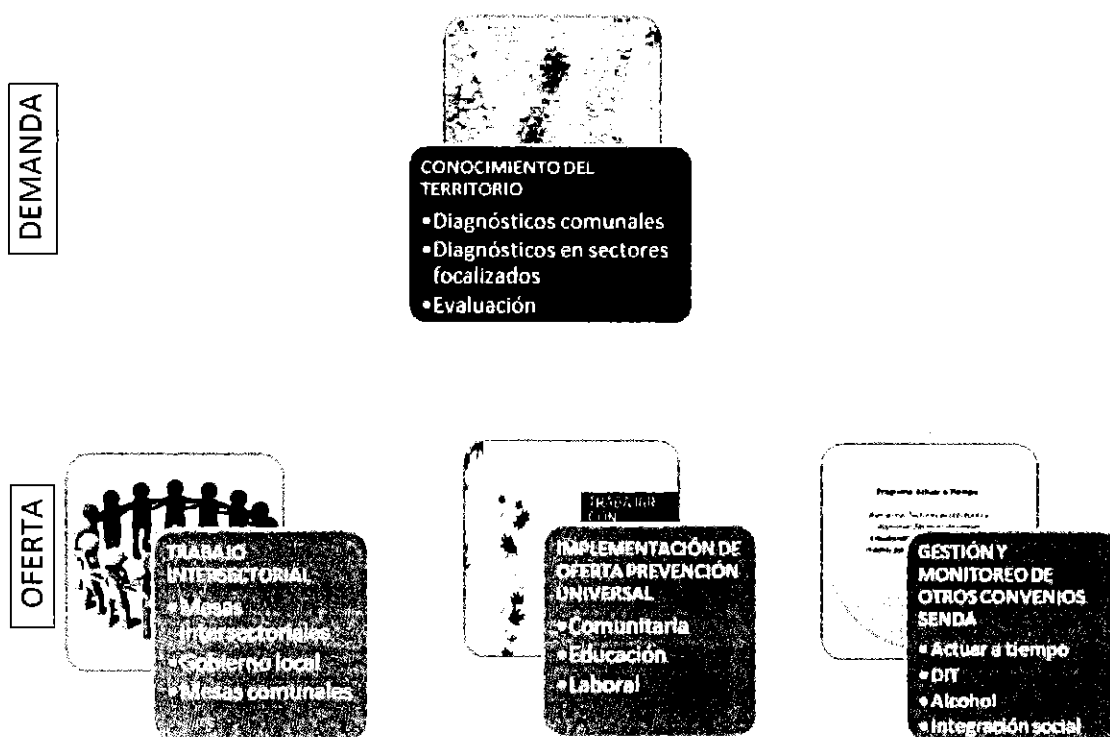 DEMANDA
CONOCIMIENTO DEL
TERRITORIO
•Diagnósticos comunales
•Diagnósticos en sectores
focalizados
•Evaluación
OFERTA
TRABAJO
INTERSECTORIAL
•Mesas
intersectoriales
•Gobierno local
•Mesas comunales
IMPLEMENTACIÓN DE
OFERTA PREVENCIÓN
UNIVERSAL
•Comunitaria
•Educación
•Laboral
Programa Actuar a Tiempo
GESTIÓN Y
MONITOREO DE
OTROS CONVENIOS
SENDA
•Actuar a tiempo
•DIT
•Alcohol
•Integración social